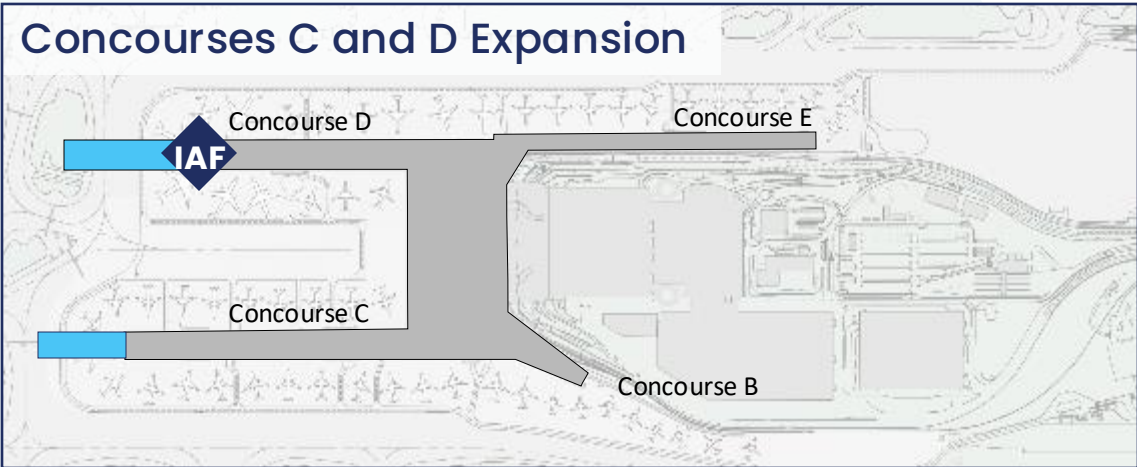 Concourses C and D Expansion
Concourse D
Concourse E
IAF
Concourse C
Concourse B